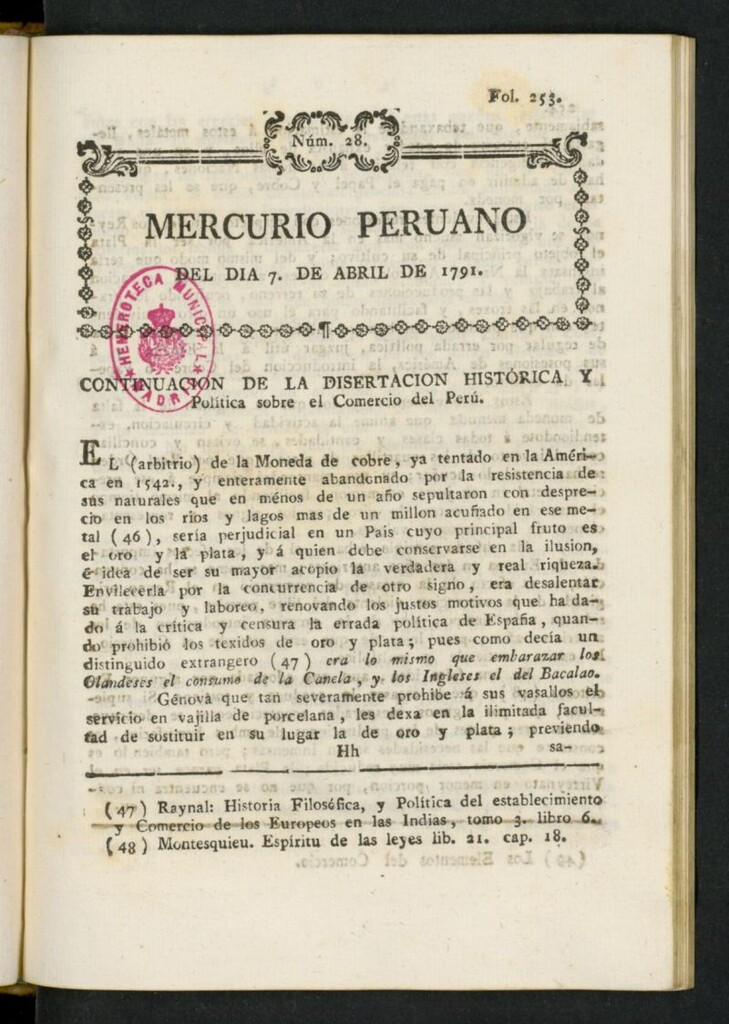 Fol. 253.
Núm. 28.
MERCURIO PERUANO
DEL DIA 7. DE ABRIL DE 1791.
HEMEROTECA MUNICIPAL
MADRID
CONTINUACION DE LA DISERTACION HISTÓRICA Y
Política sobre el Comercio del Perú.
EL (arbitrio) de la Moneda de cobre, ya tentado en la Améri-
ca en 1542., y enteramente abandonado por la resistencia de
sus naturales que en ménos de un año sepultaron con despre-
cio en los rios y lagos mas de un millon acuñado en ese me-
tal (46), sería perjudicial en un Pais cuyo principal fruto es
el oro y la plata, y á quien debe conservarse en la ilusion,
é idea de ser su mayor acopio la verdadera y real riqueza.
Envilecerla por la concurrencia de otro signo, era desalentar
su trabajo y laboreo, renovando los justos motivos que ha da-
do á la crítica y censura la errada política de España, quan-
do prohibió los texidos de oro y plata; pues como decía un
distinguido extrangero (47) era lo mismo que embarazar los
Olandeses el consumo de la Canela, y los Ingleses el del Bacalao.
Génova que tan severamente prohibe á sus vasallos el
servicio en vajilla de porcelana, les dexa en la ilimitada facul-
tad de sostituir en su lugar la de oro y plata; previendo
Hh sa-
(47) Raynal: Historia Filosófica, y Política del establecimiento
y Comercio de los Europeos en las Indias, tomo 3. libro 6.
(48) Montesquieu. Espíritu de las leyes lib. 21. cap. 18.